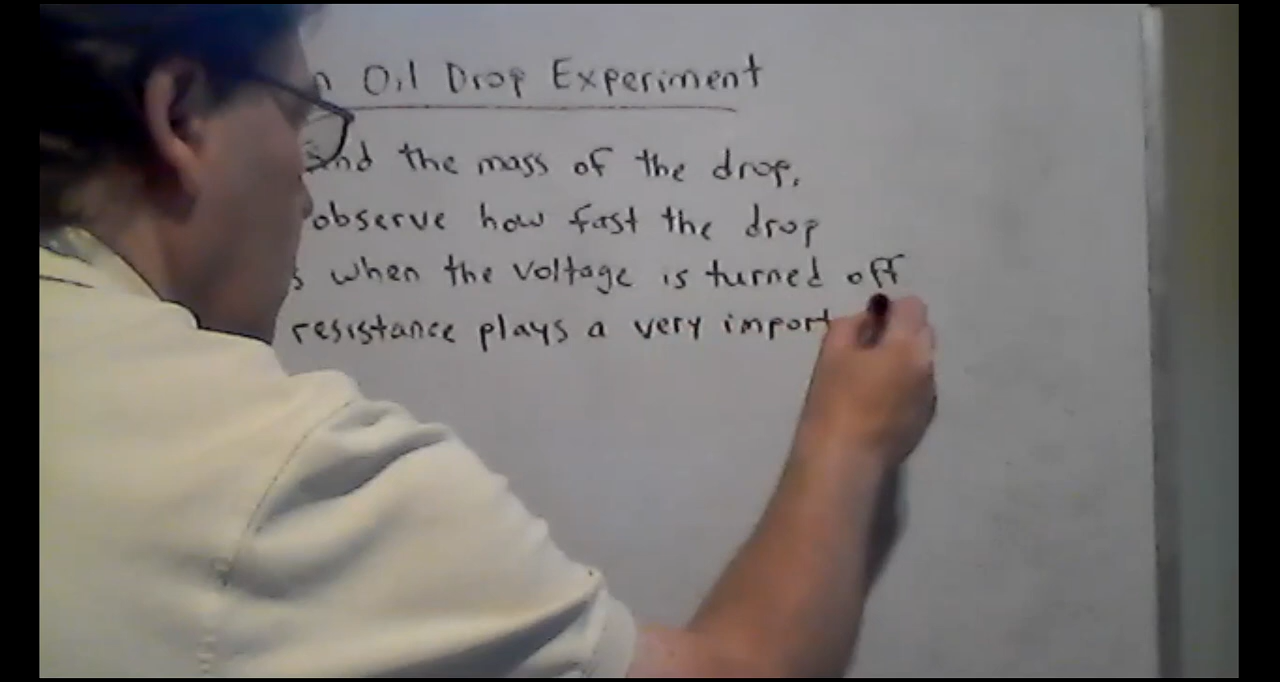 n Oil Drop Experiment
the mass of the drop,
observe how fast the drop
s when the voltage is turned off
resistance plays a very import